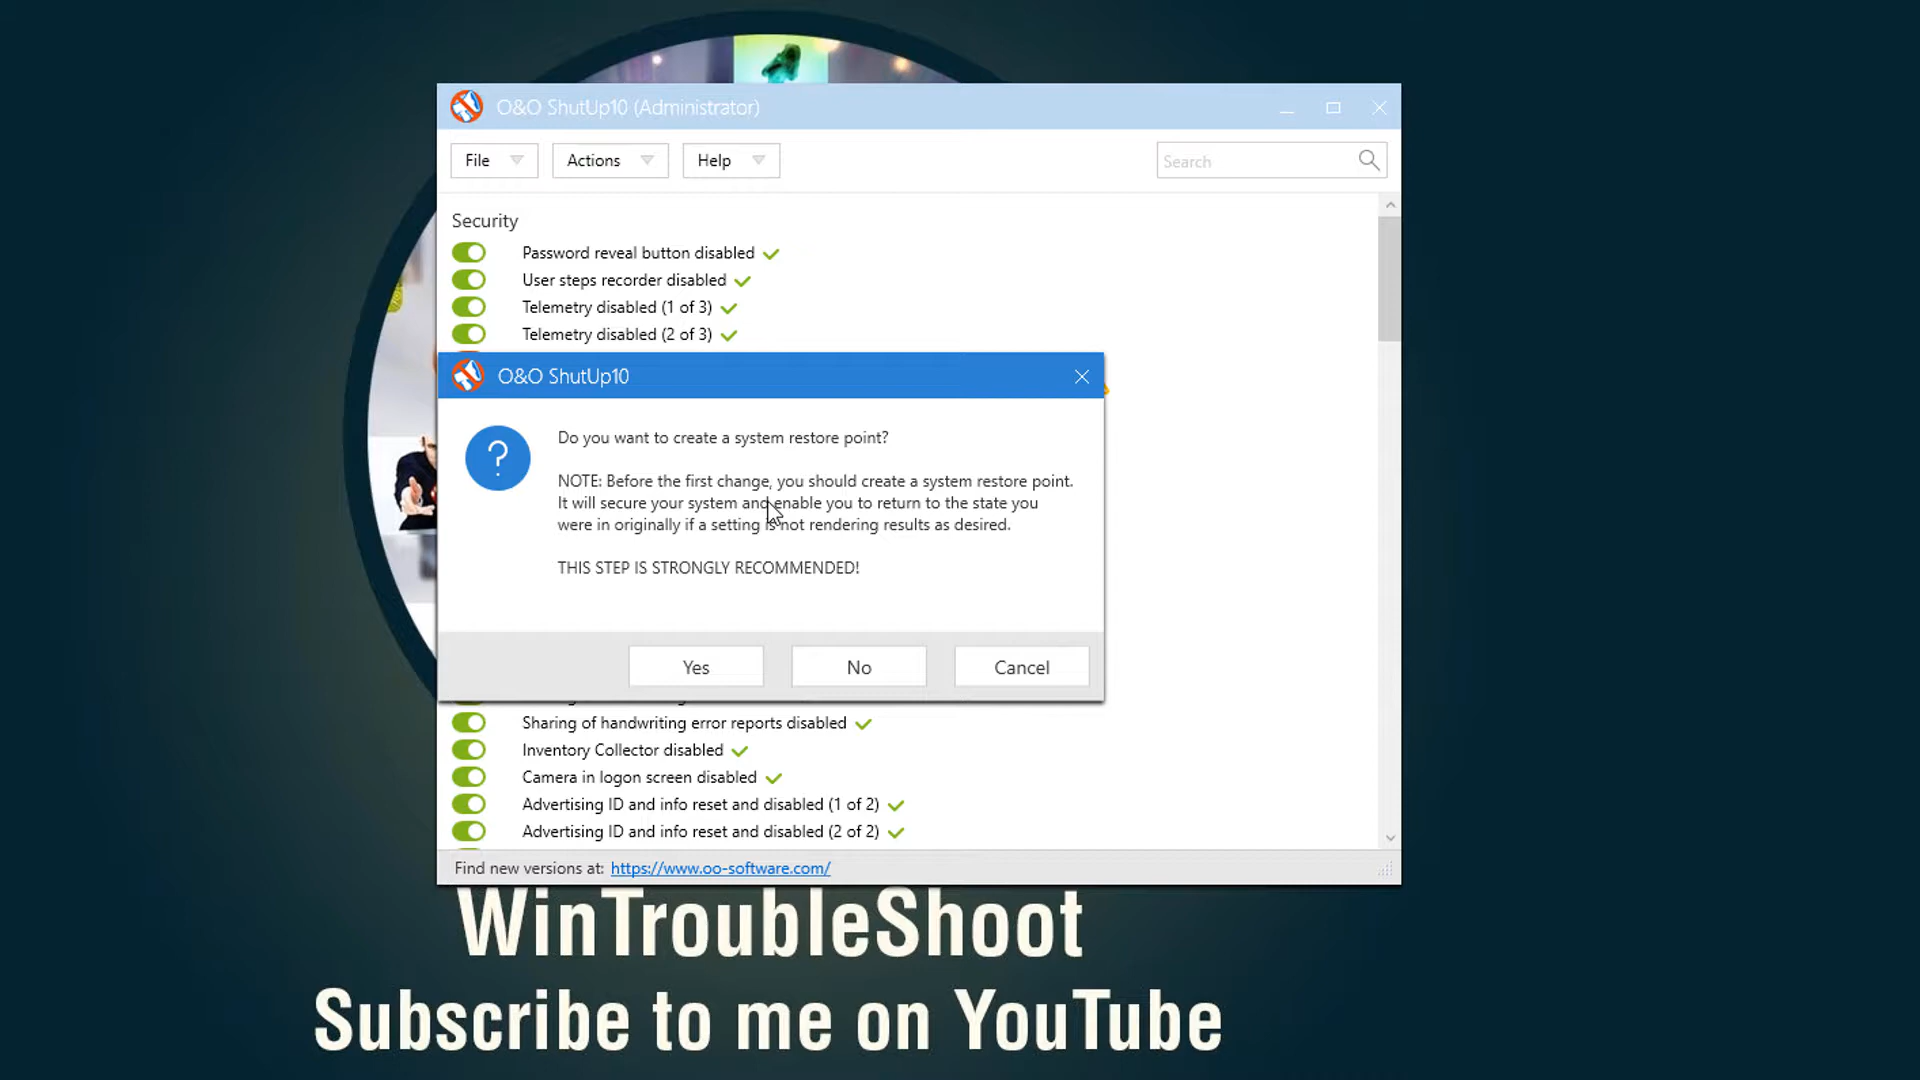 O&O ShutUp10 (Administrator)
File
Actions
Help
Search
Security
Password reveal button disabled
User steps recorder disabled
Telemetry disabled (1 of 3)
Telemetry disabled (2 of 3)
O&O ShutUp10
Do you want to create a system restore point?
NOTE: Before the first change, you should create a system restore point.
It will secure your system and enable you to return to the state you
were in originally if a setting is not rendering results as desired.
THIS STEP IS STRONGLY RECOMMENDED!
Yes
No
Cancel
Sharing of handwriting error reports disabled
Inventory Collector disabled
Camera in logon screen disabled
Advertising ID and info reset and disabled (1 of 2)
Advertising ID and info reset and disabled (2 of 2)
Find new versions at: https://www.oo-software.com/
WinTroubleShoot
Subscribe to me on YouTube